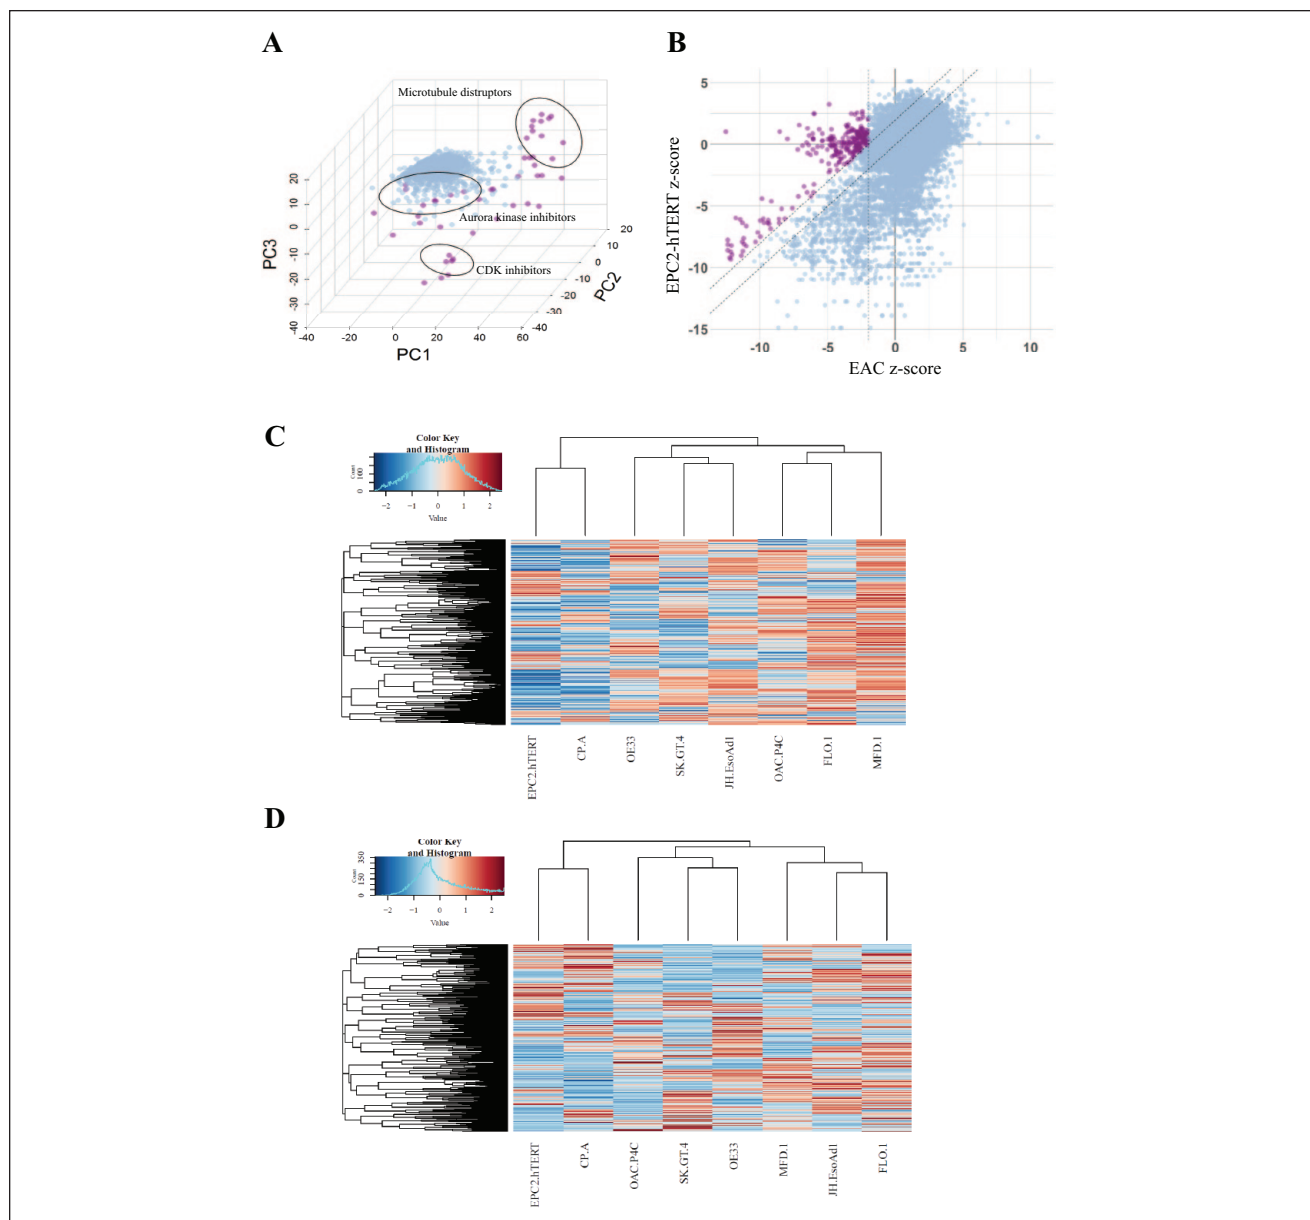 A
Microtubule distruptors
Aurora kinase inhibitors
CDK inhibitors
PC3
20
10
0
-10
-20
-30
-40
-40
-20
0
20
40
60
-40
PC1
20
10
0
-10
-20
-30
PC2
B
EPC2-hTERT z-score
5
0
-5
-10
-15
-10
-5
0
5
10
EAC z-score
C
Color Key
and Histogram
Count
0
100
-2
-1
0
1
2
Value
EPC2.hTERT
CP.A
OE33
SK.GT.4
JH.EsoAd1
OAC.P4C
FLO.1
MFD.1
D
Color Key
and Histogram
Count
0
150
350
-2
-1
0
1
2
Value
EPC2.hTERT
CP.A
OAC.P4C
SK.GT.4
OE33
MFD.1
JH.EsoAd1
FLO.1